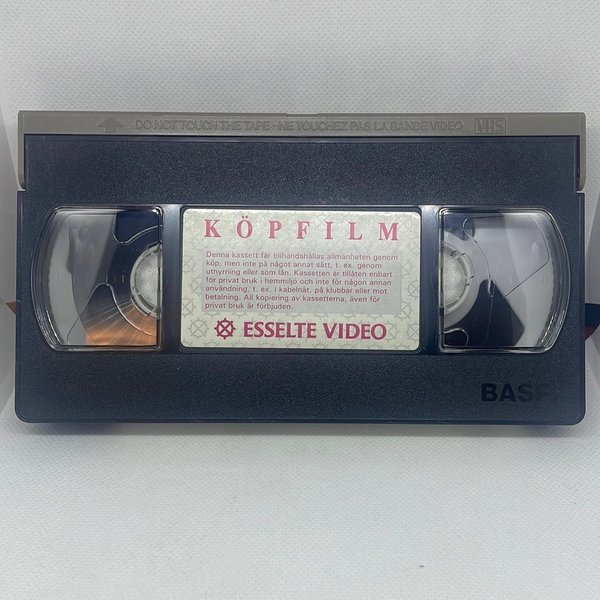 DO NOT TOUCH THE TAPE · NE TOUCHEZ PAS LA BANDE VIDEO VHS
KÖPFILM
Denna kassett får tillhandahållas allmänheten genom
köp, men inte på något annat sätt, t. ex. genom
uthyrning eller som lån. Kassetten är tillåten enbart
för privat bruk i hemmiljö och inte för någon annan
användning, t. ex. i kabelnät, på klubbar eller mot
betalning. All kopiering av kassetterna, även för
privat bruk är förbjuden.
ESSELTE VIDEO
BASF